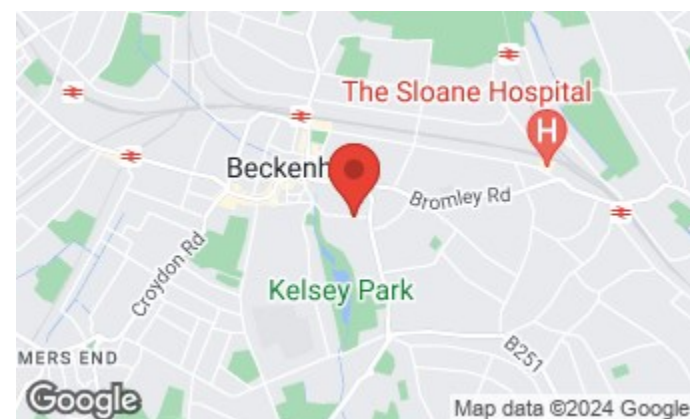 The Sloane Hospital
H
Beckenh
Bromley Rd
Croydon Rd
Kelsey Park
MERS END
B251
Google
Map data ©2024 Google